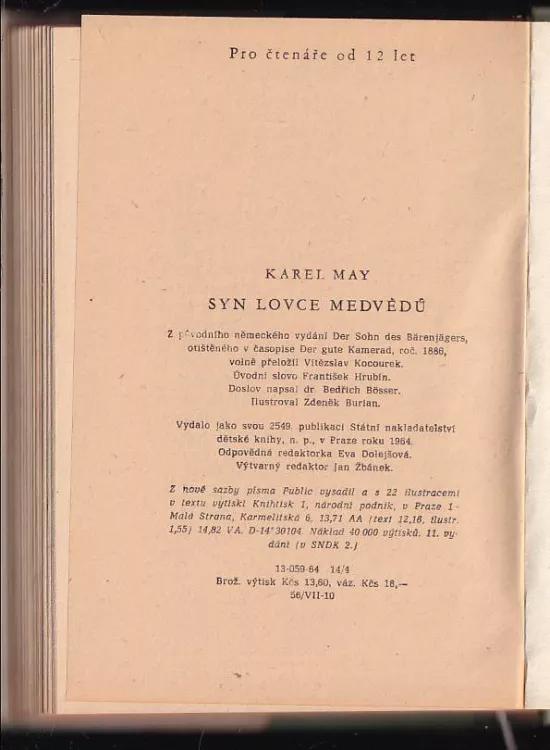 Pro čtenáře od 12 let
KAREL MAY
SYN LOVCE MEDVĚDŮ
Z původního německého vydání Der Sohn des Bärenjägers,
otištěného v časopise Der gute Kamerad, roč. 1886,
volně přeložil Vítězslav Kocourek.
Úvodní slovo František Hrubín.
Doslov napsal dr. Bedřich Bösser.
Ilustroval Zdeněk Burian.
Vydalo jako svou 2549. publikaci Státní nakladatelství
dětské knihy, n. p., v Praze roku 1964.
Odpovědná redaktorka Eva Dolejšová.
Výtvarný redaktor Jan Žbánek.
Z nové sazby písma Public vysadil a s 22 ilustracemi
v textu vytiskl Knihtisk 1, národní podnik, v Praze 1 -
Malá Strana, Karmelitská 6. 13,71 AA (text 12,16, ilustr.
1,55) 14,82 VA. D-14*30104. Náklad 40 000 výtisků. 11. vy-
dání (v SNDK 2.)
13-059-64 14/4
Brož. výtisk Kčs 13,60, váz. Kčs 18,—
56/VII-10